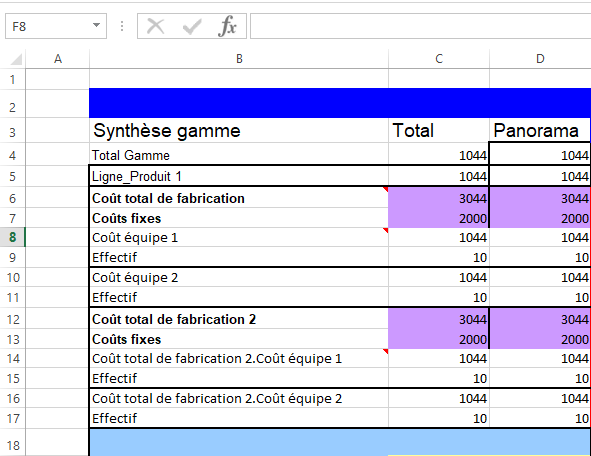 F8 fx
A B C D
1
2
3 Synthèse gamme Total Panorama
4 Total Gamme 1044 1044
5 Ligne_Produit 1 1044 1044
6 Coût total de fabrication 3044 3044
7 Coûts fixes 2000 2000
8 Coût équipe 1 1044 1044
9 Effectif 10 10
10 Coût équipe 2 1044 1044
11 Effectif 10 10
12 Coût total de fabrication 2 3044 3044
13 Coûts fixes 2000 2000
14 Coût total de fabrication 2.Coût équipe 1 1044 1044
15 Effectif 10 10
16 Coût total de fabrication 2.Coût équipe 2 1044 1044
17 Effectif 10 10
18